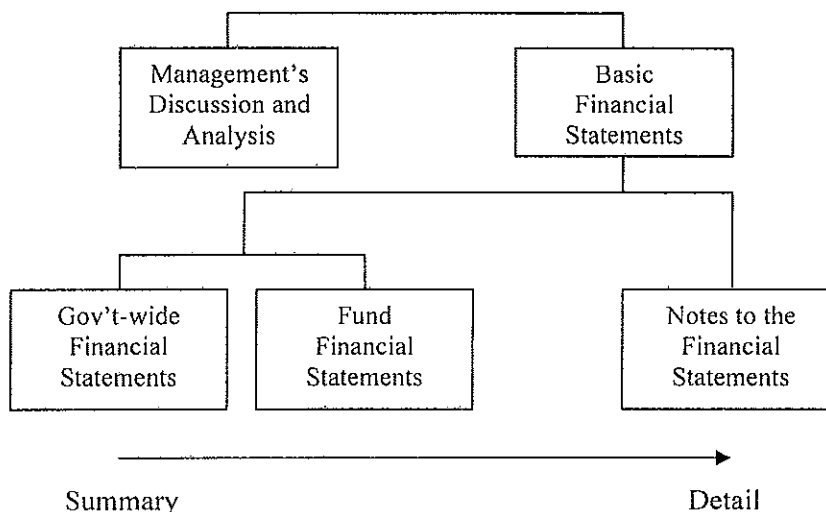 Management's
Discussion and
Analysis
Basic
Financial
Statements
Gov't-wide
Financial
Statements
Fund
Financial
Statements
Notes to the
Financial
Statements
Summary
Detail